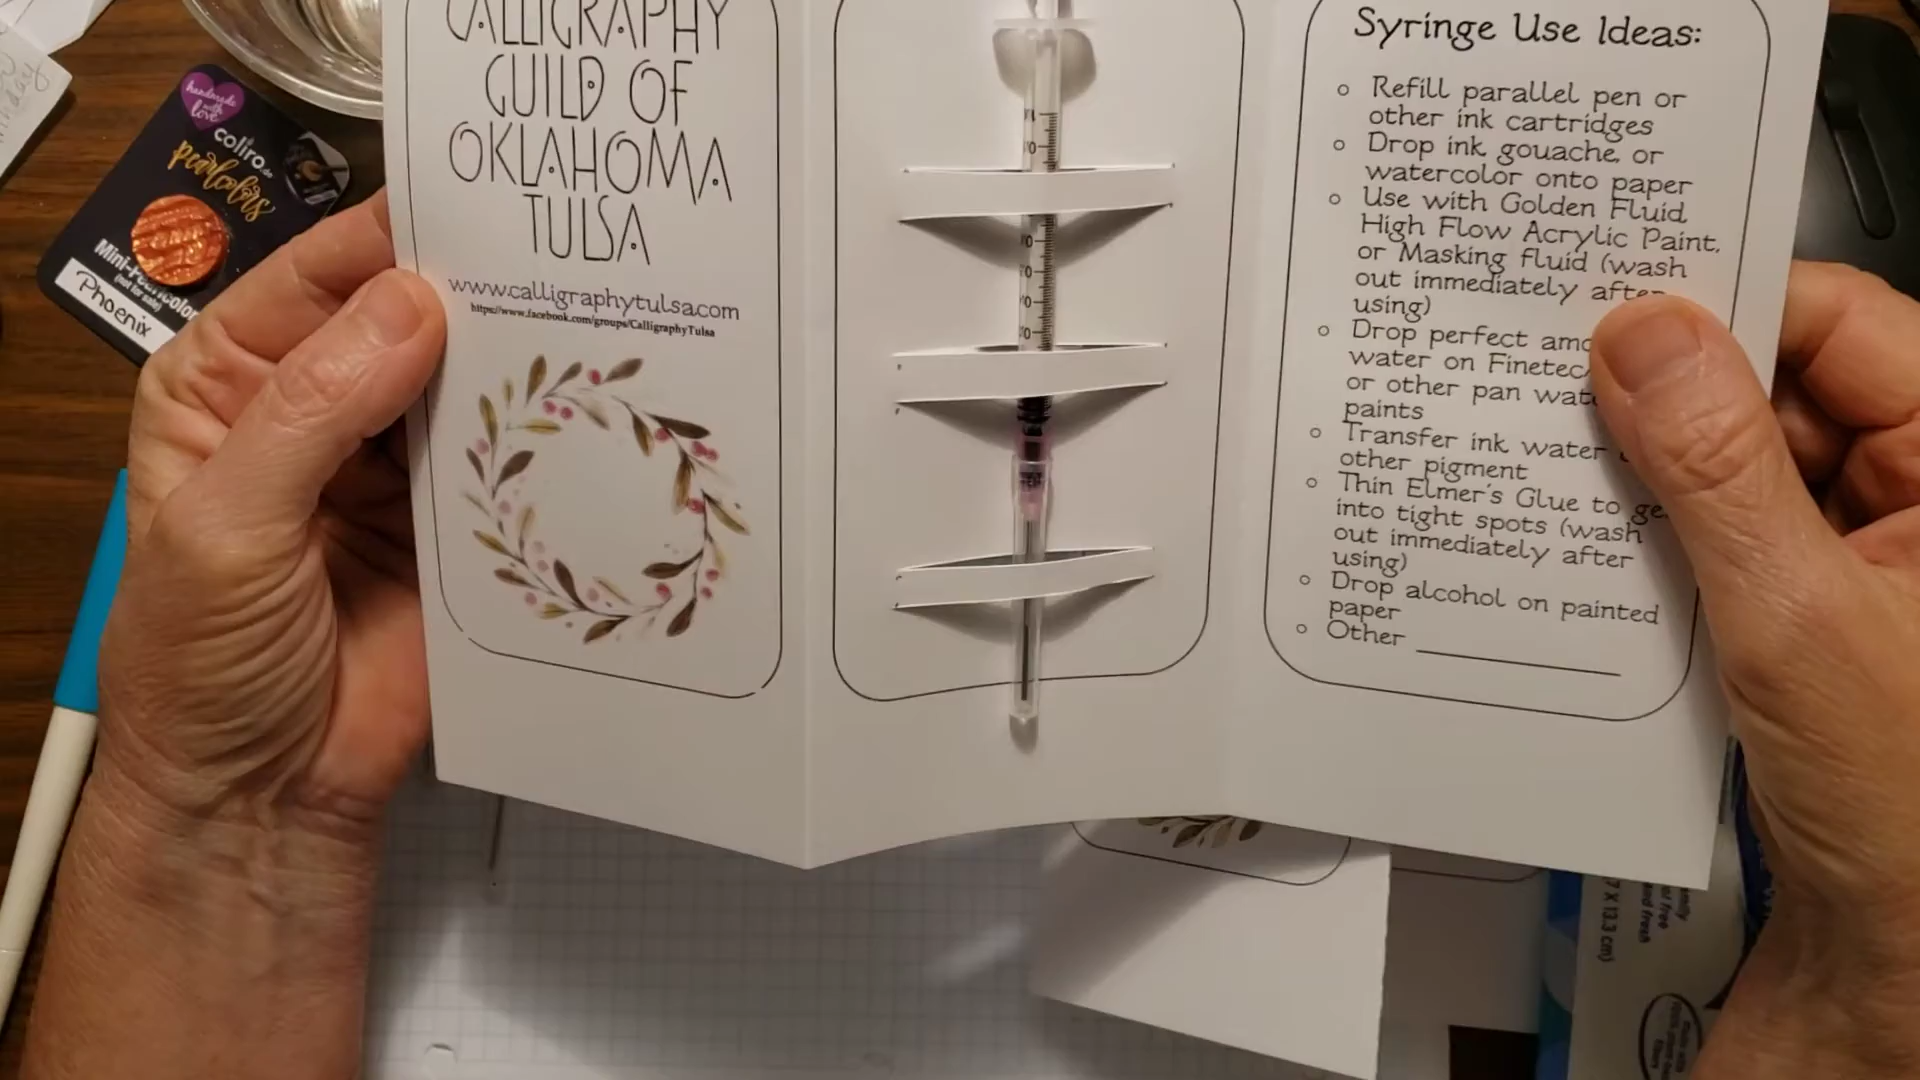 CALLIGRAPHY
GUILD OF
OKLAHOMA
TULSA
www.calligraphytulsa.com
https://www.facebook.com/groups/CalligraphyTulsa
Syringe Use Ideas:
Refill parallel pen or
other ink cartridges
Drop ink, gouache, or
watercolor onto paper
Use with Golden Fluid,
High Flow Acrylic Paint,
or Masking fluid (wash
out immediately after
using)
Drop perfect
water on Finetec/
or other pan
paints
Transfer ink water
other pigment
Thin Elmer's Glue to
into tight spots (wash
out immediately after
using)
Drop alcohol on painted
paper
Other
handmade
with
love
coliro
pearlcolors
(not for sale)
Phoenix